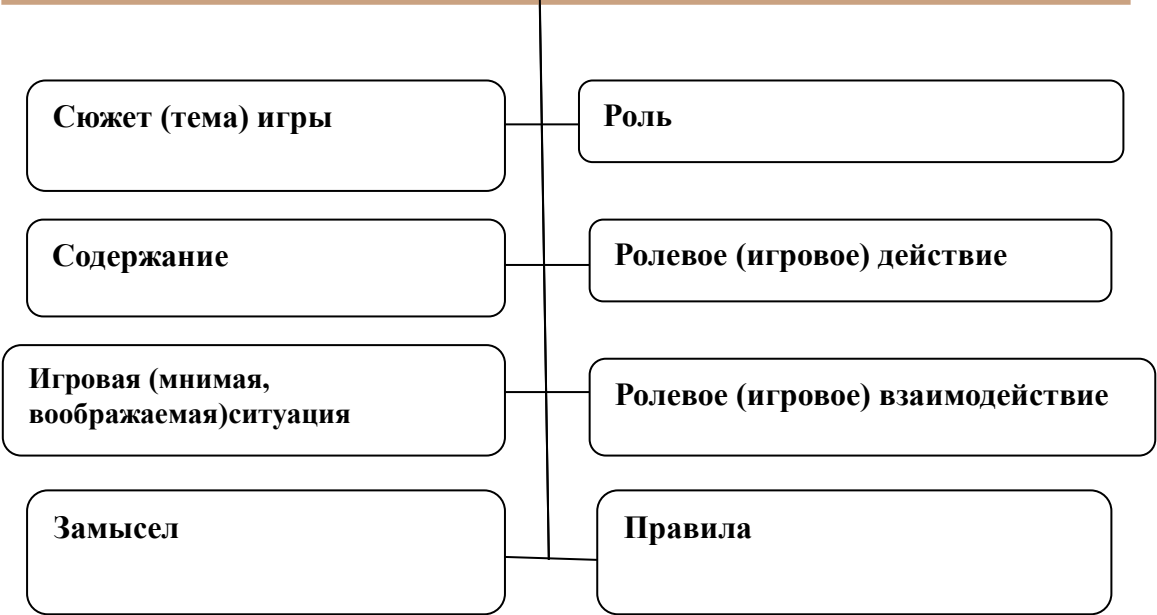 Сюжет (тема) игры
Роль
Содержание
Ролевое (игровое) действие
Игровая (мнимая,
воображаемая)ситуация
Ролевое (игровое) взаимодействие
Замысел
Правила